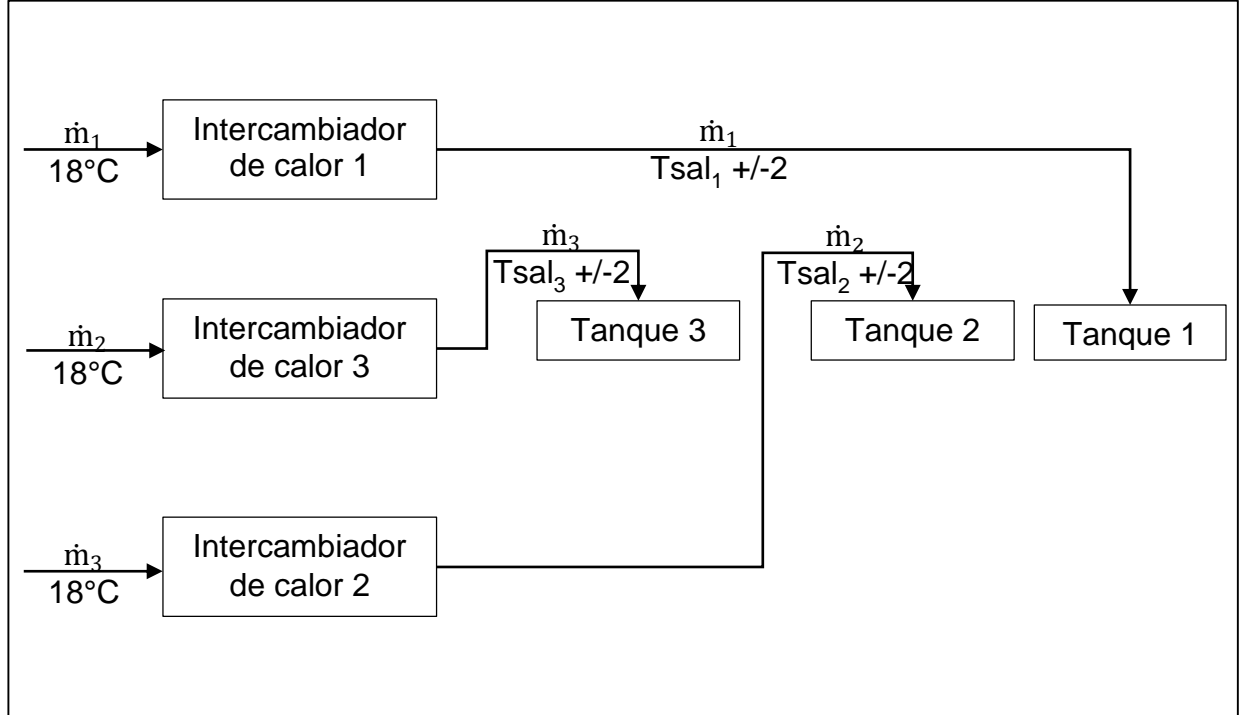 ṁ₁
18°C
Intercambiador
de calor 1
ṁ₁
Tsal₁ +/-2
ṁ₂
18°C
Intercambiador
de calor 3
ṁ₃
Tsal₃ +/-2
Tanque 3
ṁ₂
Tsal₂ +/-2
Tanque 2
Tanque 1
ṁ₃
18°C
Intercambiador
de calor 2